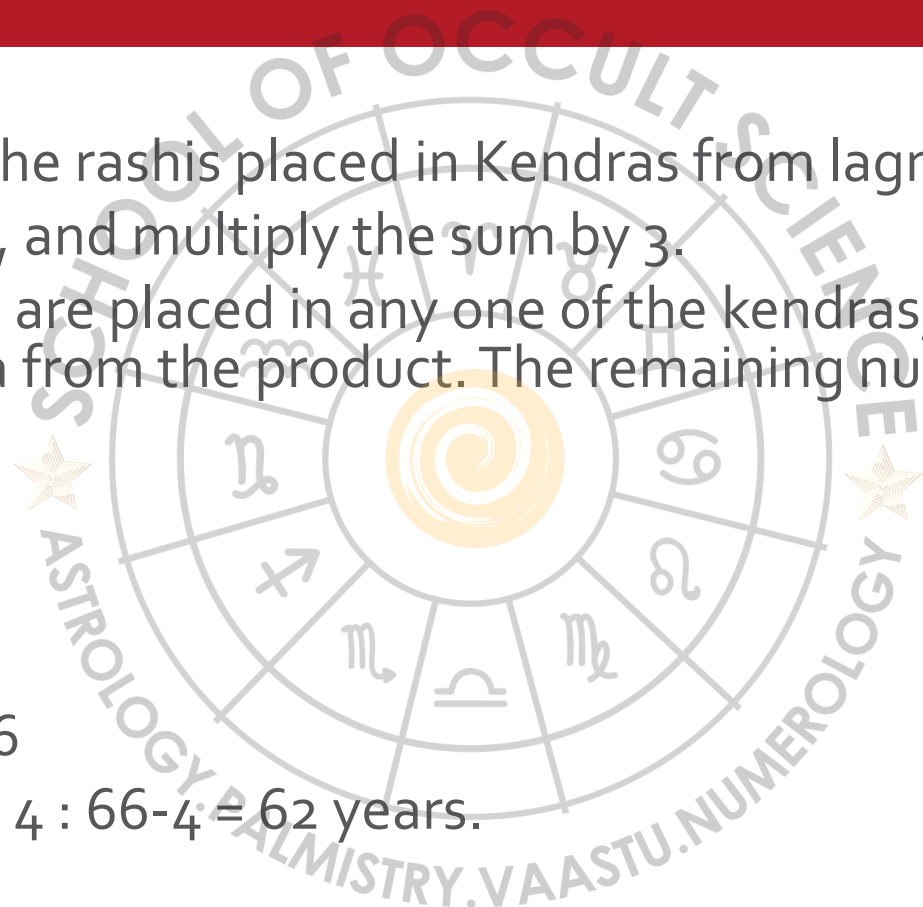 SCHOOL OF OCCULT SCIENCE
he rashis placed in Kendras from lagn
, and multiply the sum by 3.
are placed in any one of the kendras,
from the product. The remaining nu
6
4 : 66-4 = 62 years.
ASTROLOGY.PALMISTRY.VAASTU.NUMEROLOGY